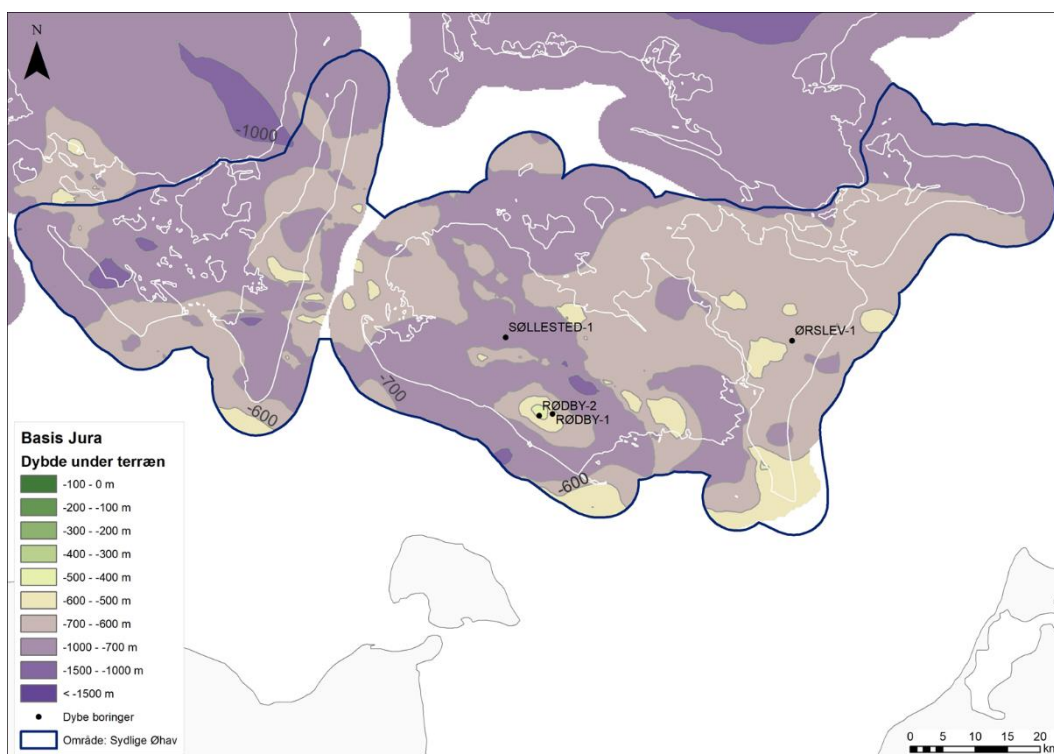 N
-1000
SØLLESTED-1
ØRSLEV-1
-700
RØDBY-2
RØDBY-1
-600
-600
Basis Jura
Dybde under terræn
-100 - 0 m
-200 - -100 m
-300 - -200 m
-400 - -300 m
-500 - -400 m
-600 - -500 m
-700 - -600 m
-1000 - -700 m
-1500 - -1000 m
< -1500 m
Dybe boringer
Område: Sydlige Øhav
0 5 10 15 20
km